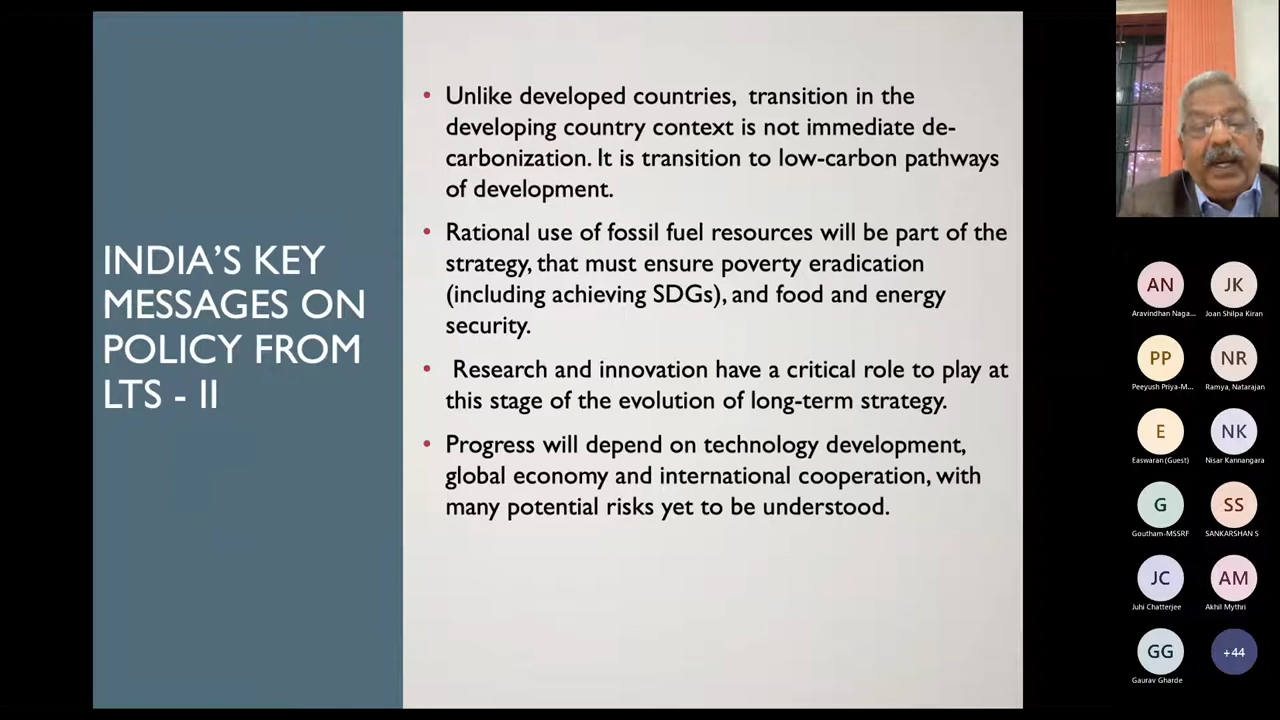 INDIA’S KEY
MESSAGES ON
POLICY FROM
LTS - II
• Unlike developed countries, transition in the
developing country context is not immediate de-
carbonization. It is transition to low-carbon pathways
of development.
• Rational use of fossil fuel resources will be part of the
strategy, that must ensure poverty eradication
(including achieving SDGs), and food and energy
security.
• Research and innovation have a critical role to play at
this stage of the evolution of long-term strategy.
• Progress will depend on technology development,
global economy and international cooperation, with
many potential risks yet to be understood.
AN JK
Aravindhan Naga... Joan Shilpa Kiran
PP NR
Peeyush Priya-M... Ramya, Natarajan
E NK
Easwaran (Guest) Nisar Kannangara
G SS
Goutham-MSSRF SANKARSHAN S
JC AM
Juhi Chatterjee Akhil Mythri
GG +44
Gaurav Gharde